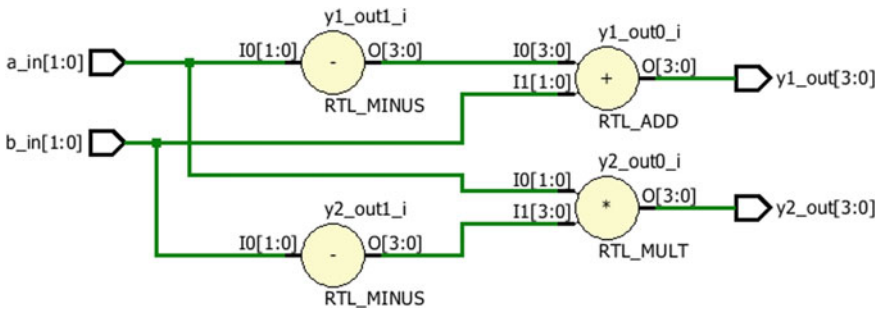 y1_out1_i
a_in[1:0]
I0[1:0]
-
O[3:0]
RTL_MINUS
y1_out0_i
I0[3:0]
I1[1:0]
+
O[3:0]
y1_out[3:0]
RTL_ADD
b_in[1:0]
y2_out0_i
I0[1:0]
I1[3:0]
*
O[3:0]
y2_out[3:0]
RTL_MULT
y2_out1_i
I0[1:0]
-
O[3:0]
RTL_MINUS